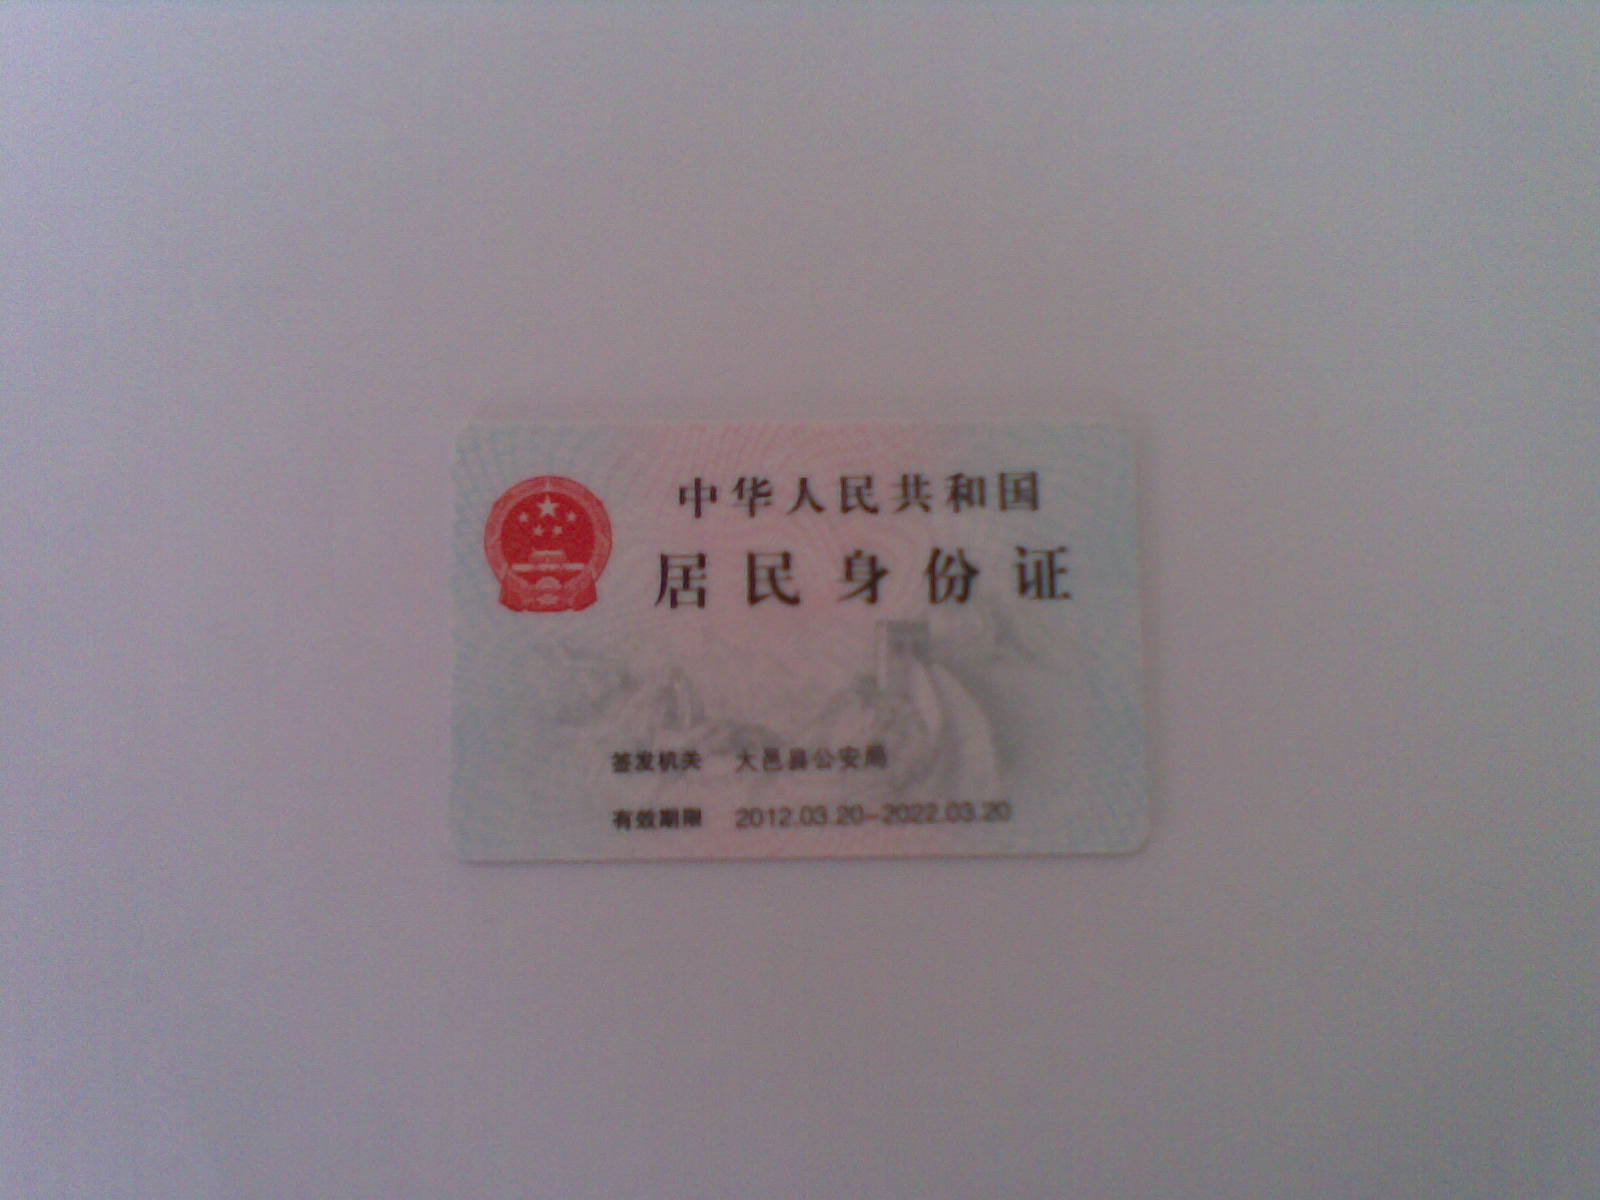 中华人民共和国
居民身份证
签发机关 大邑县公安局
有效期限 2012.03.20-2022.03.20